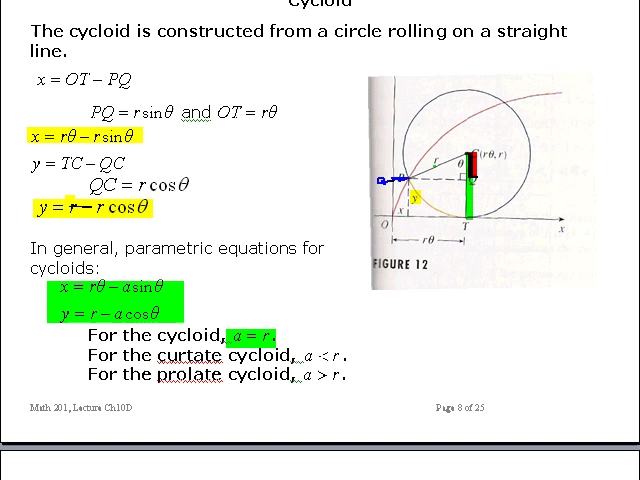 Cycloid
The cycloid is constructed from a circle rolling on a straight
line.
x = OT − PQ
PQ = r sin θ and OT = rθ
x = rθ − r sin θ
y = TC − QC
QC = r cos θ
y = r − r cos θ
In general, parametric equations for
cycloids:
x = rθ − a sin θ
y = r − a cos θ
For the cycloid, a = r.
For the curtate cycloid, a < r.
For the prolate cycloid, a > r.
C(rθ, r)
r
θ
P
Q
y
x
O
T
x
rθ
FIGURE 12
Math 201, Lecture Ch10D
Page 8 of 25